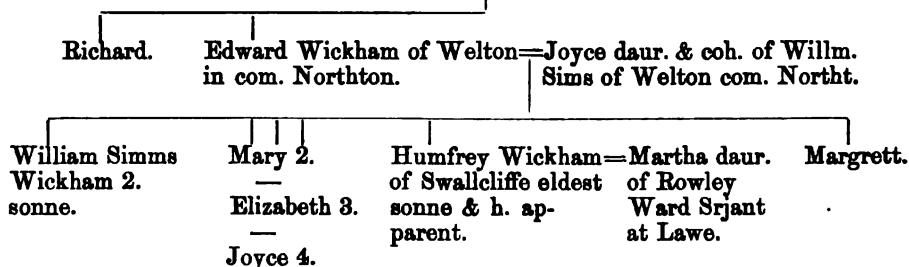 Richard.
Edward Wickham of Welton=Joyce daur. & coh. of Willm.
in com. Northton.
Sims of Welton com. Northt.
William Simms
Wickham 2.
sonne.
Mary 2.
Elizabeth 3.
Joyce 4.
Humfrey Wickham=Martha daur.
of Swallcliffe eldest
of Rowley
sonne & h. ap-
Ward Srjant
parent.
at Lawe.
Margrett.